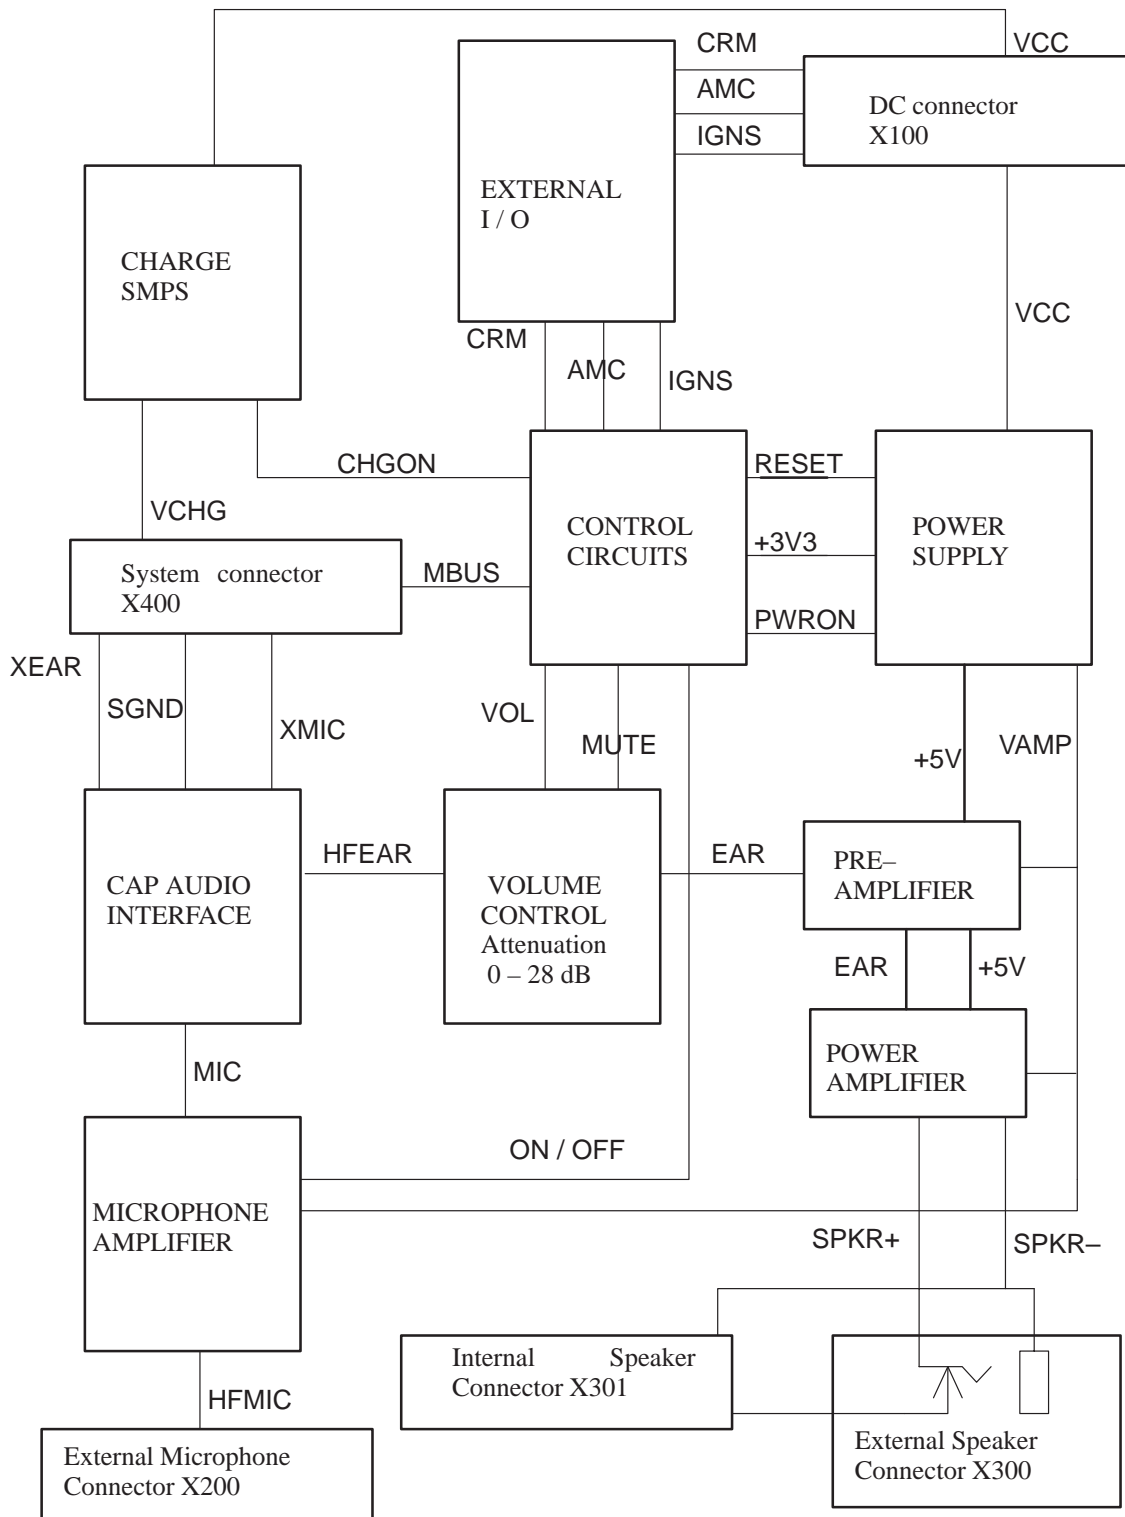 CRM
VCC
AMC
DC connector
X100
IGNS
EXTERNAL
I / O
CHARGE
SMPS
VCC
CRM
AMC
IGNS
CHGON
RESET
VCHG
CONTROL
CIRCUITS
+3V3
POWER
SUPPLY
System connector
X400
MBUS
PWRON
XEAR
SGND
XMIC
VOL
MUTE
+5V
VAMP
HFEAR
EAR
PRE–
AMPLIFIER
CAP AUDIO
INTERFACE
VOLUME
CONTROL
Attenuation
0 – 28 dB
EAR
+5V
POWER
AMPLIFIER
MIC
ON / OFF
MICROPHONE
AMPLIFIER
SPKR+
SPKR–
Internal Speaker
Connector X301
HFMIC
External Speaker
Connector X300
External Microphone
Connector X200